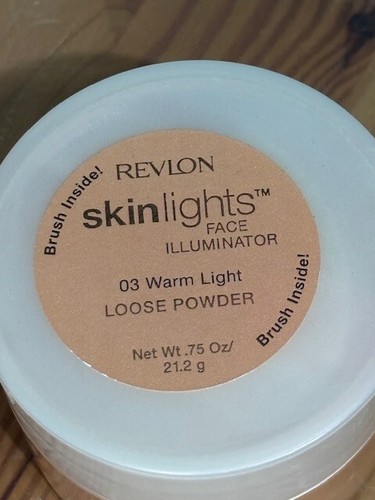 Brush Inside!
REVLON
skinlights™
FACE
ILLUMINATOR
03 Warm Light
LOOSE POWDER
Brush Inside!
Net Wt .75 Oz/
21.2 g